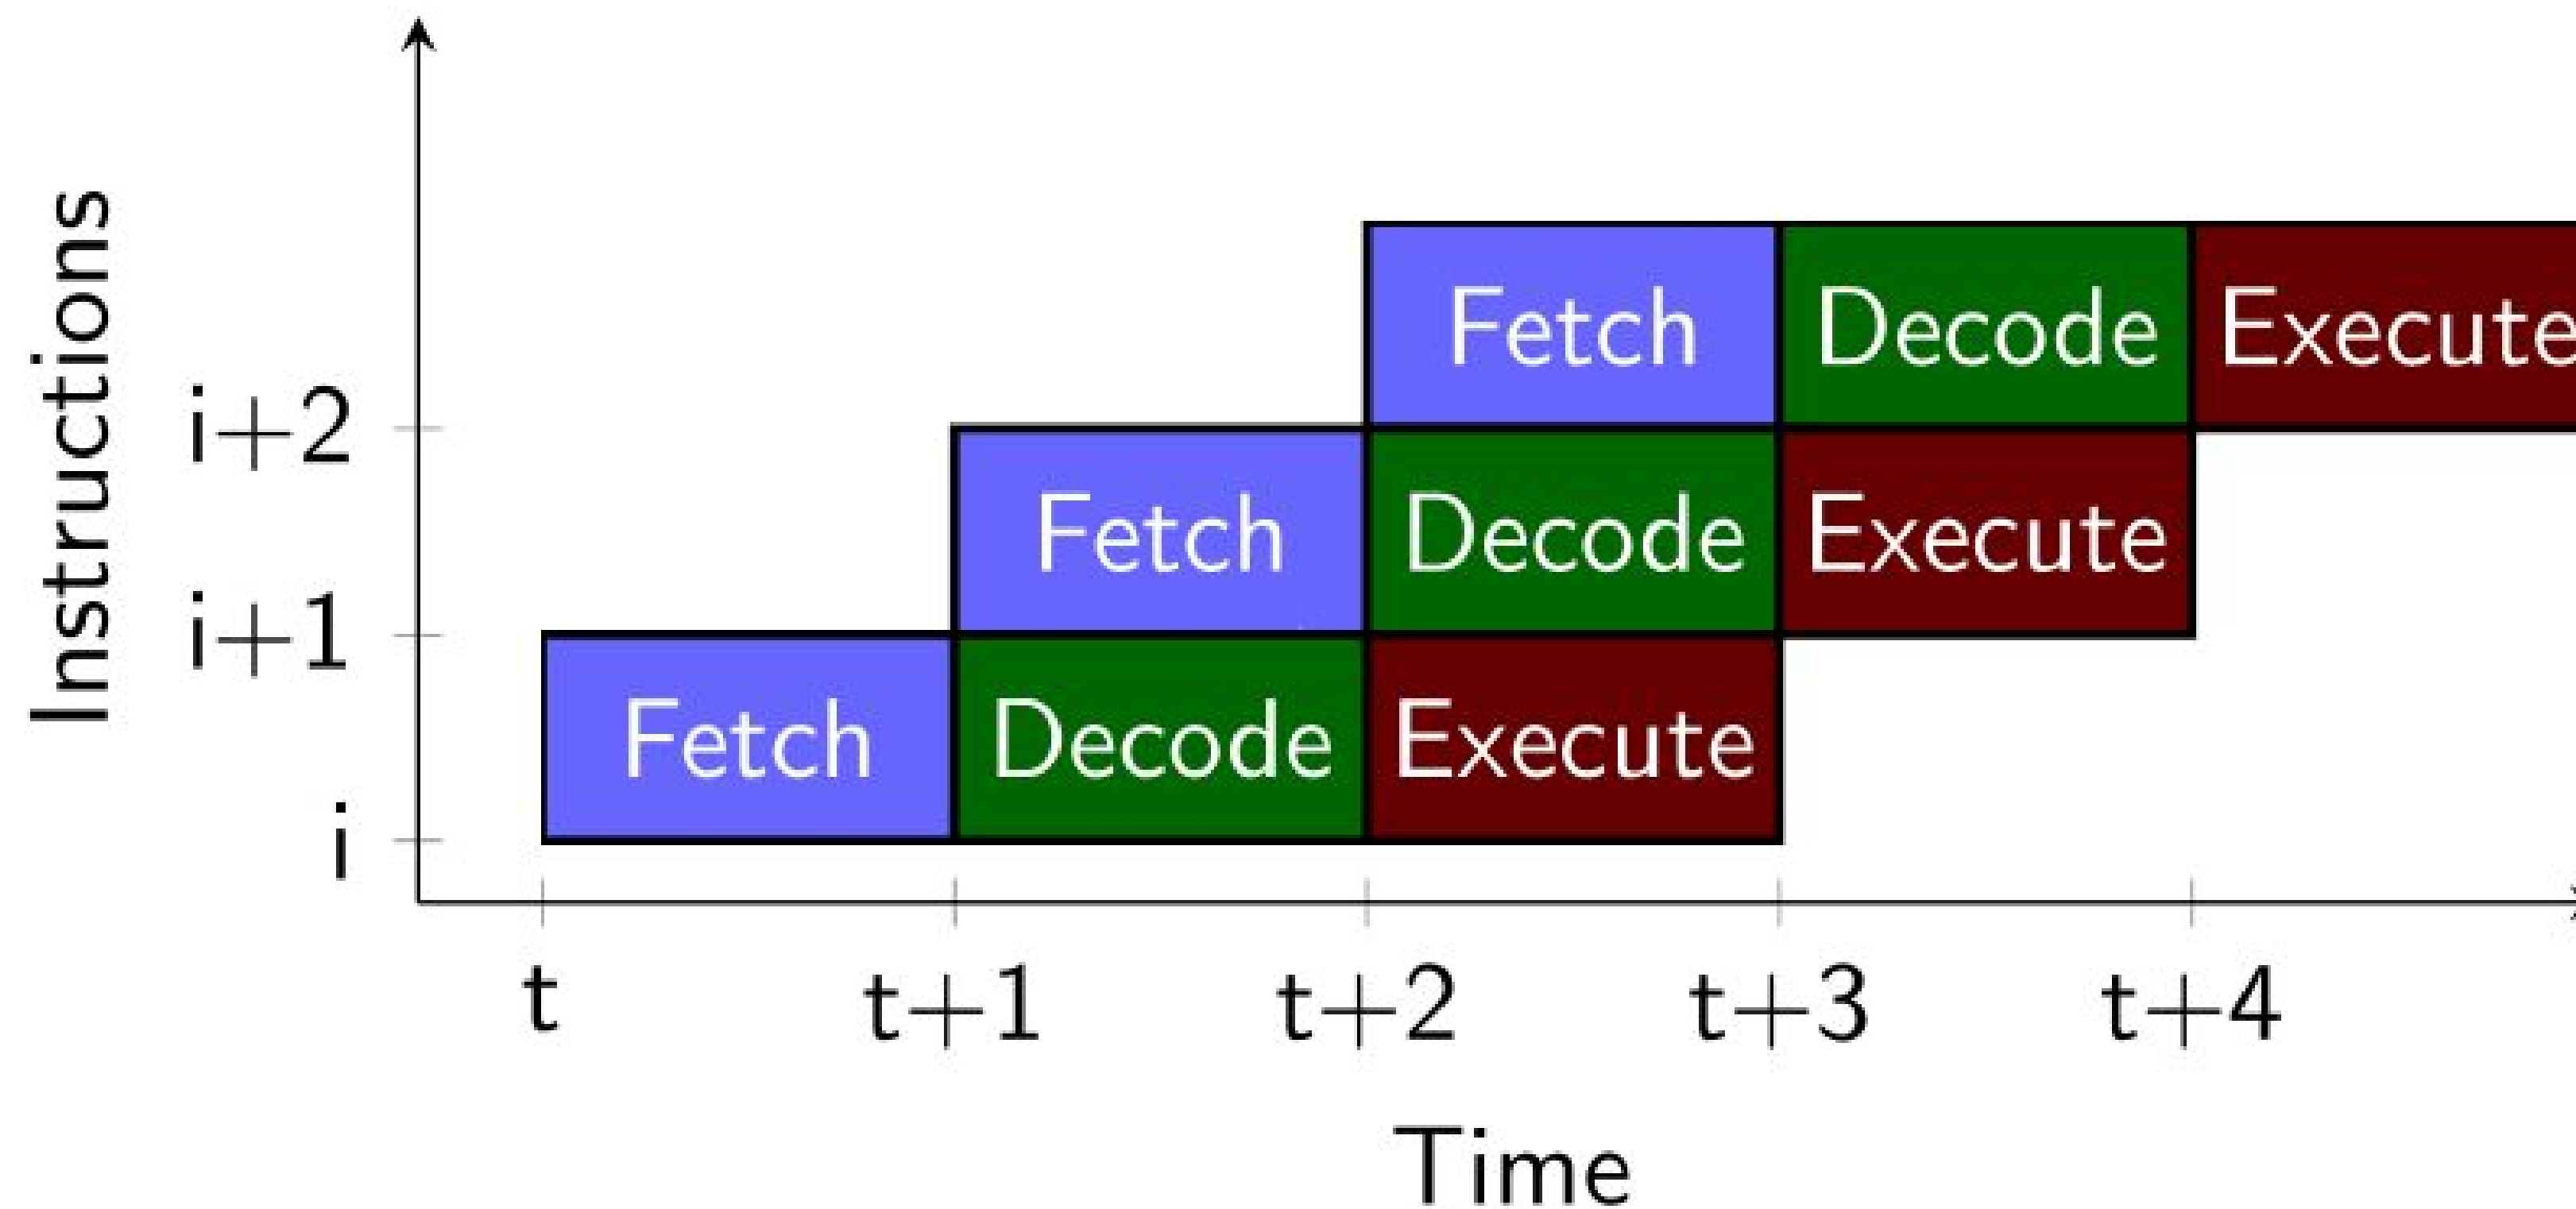 Instructions
Fetch Decode Execute
i+2
Fetch Decode Execute
i+1
Fetch Decode Execute
i
t t+1 t+2 t+3 t+4
Time